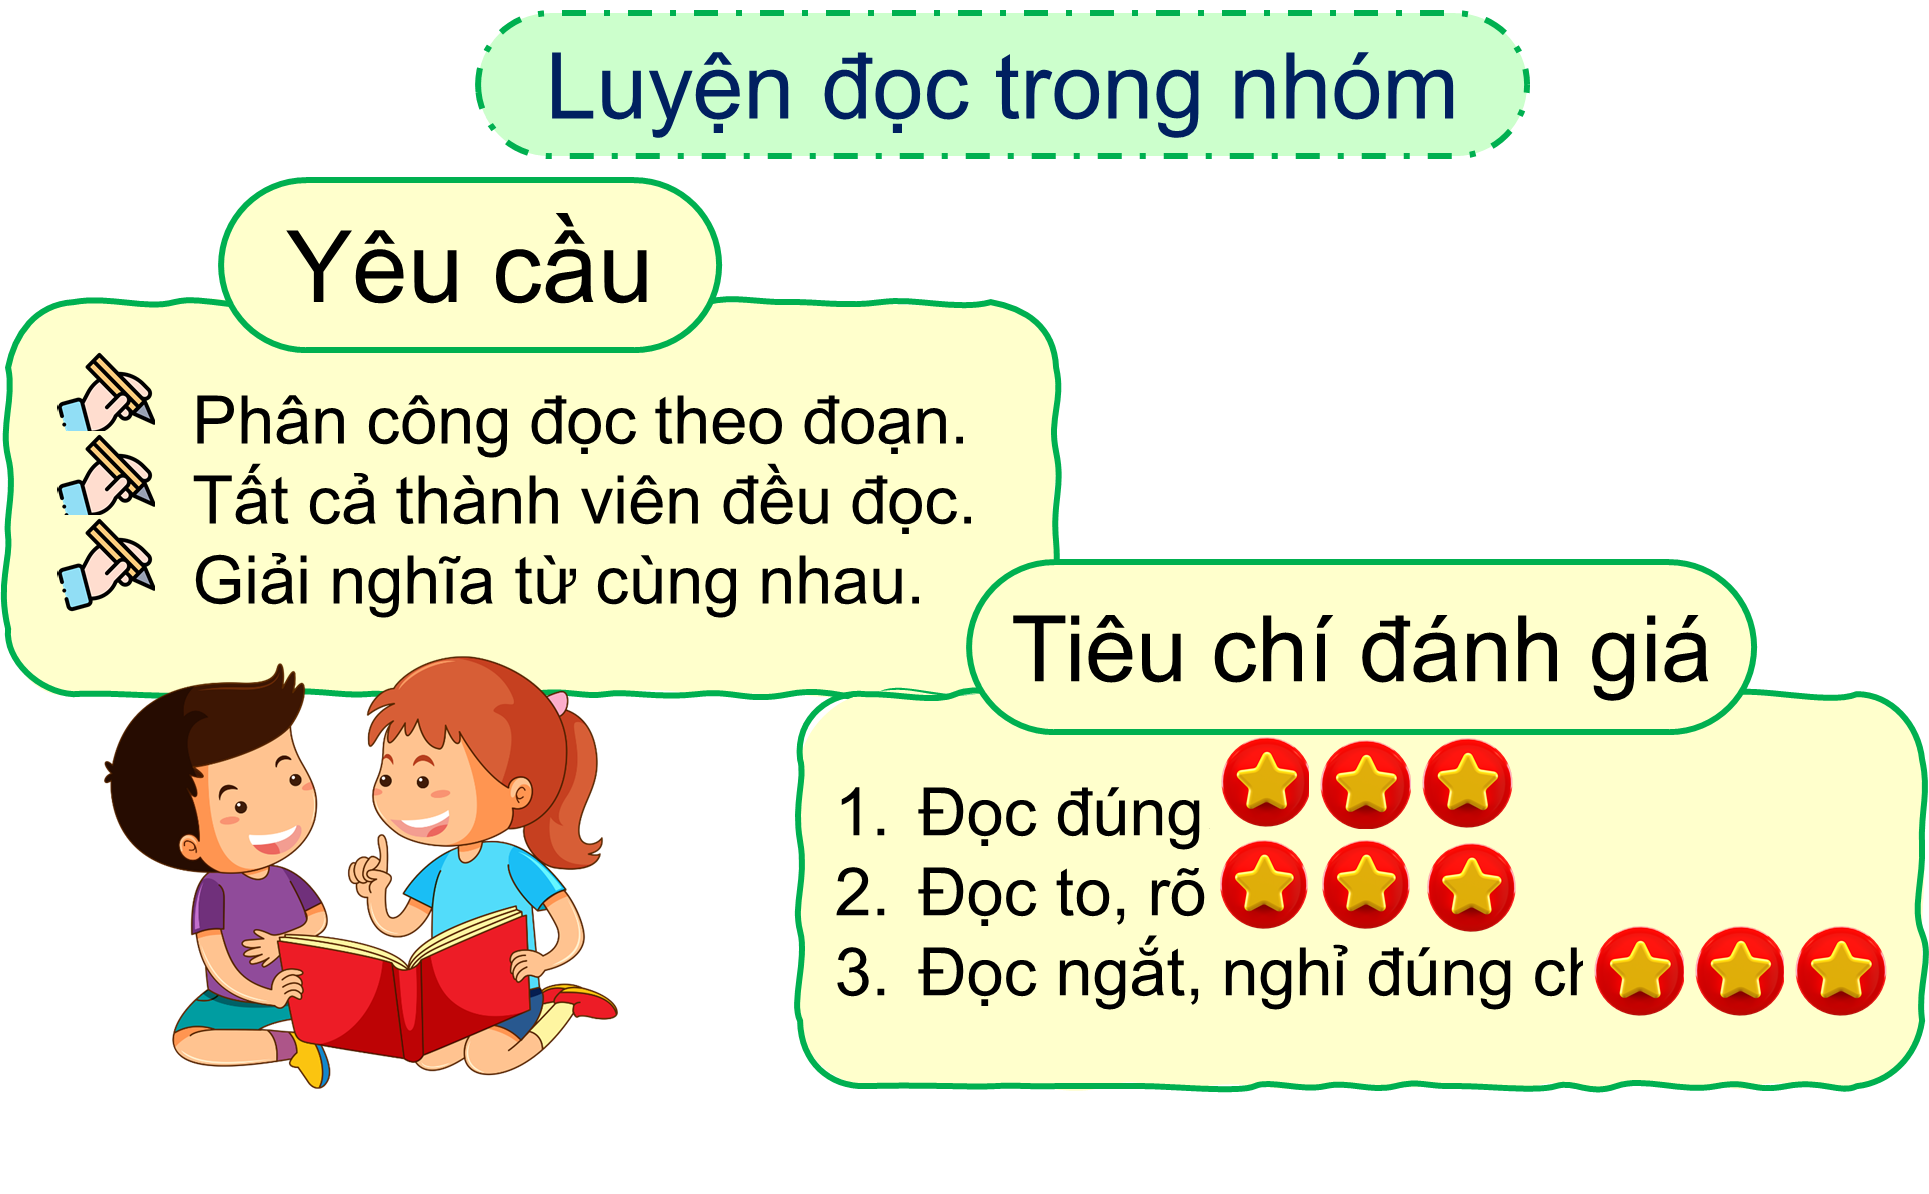 Luyện đọc trong nhóm
Yêu cầu
Phân công đọc theo đoạn.
Tất cả thành viên đều đọc.
Giải nghĩa từ cùng nhau.
Tiêu chí đánh giá
1. Đọc đúng
2. Đọc to, rõ
3. Đọc ngắt, nghỉ đúng